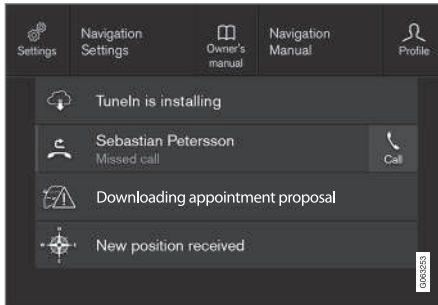 Settings
Navigation
Settings
Owner's
manual
Navigation
Manual
Profile
TuneIn is installing
Sebastian Petersson
Missed call
Call
Downloading appointment proposal
New position received
G063253